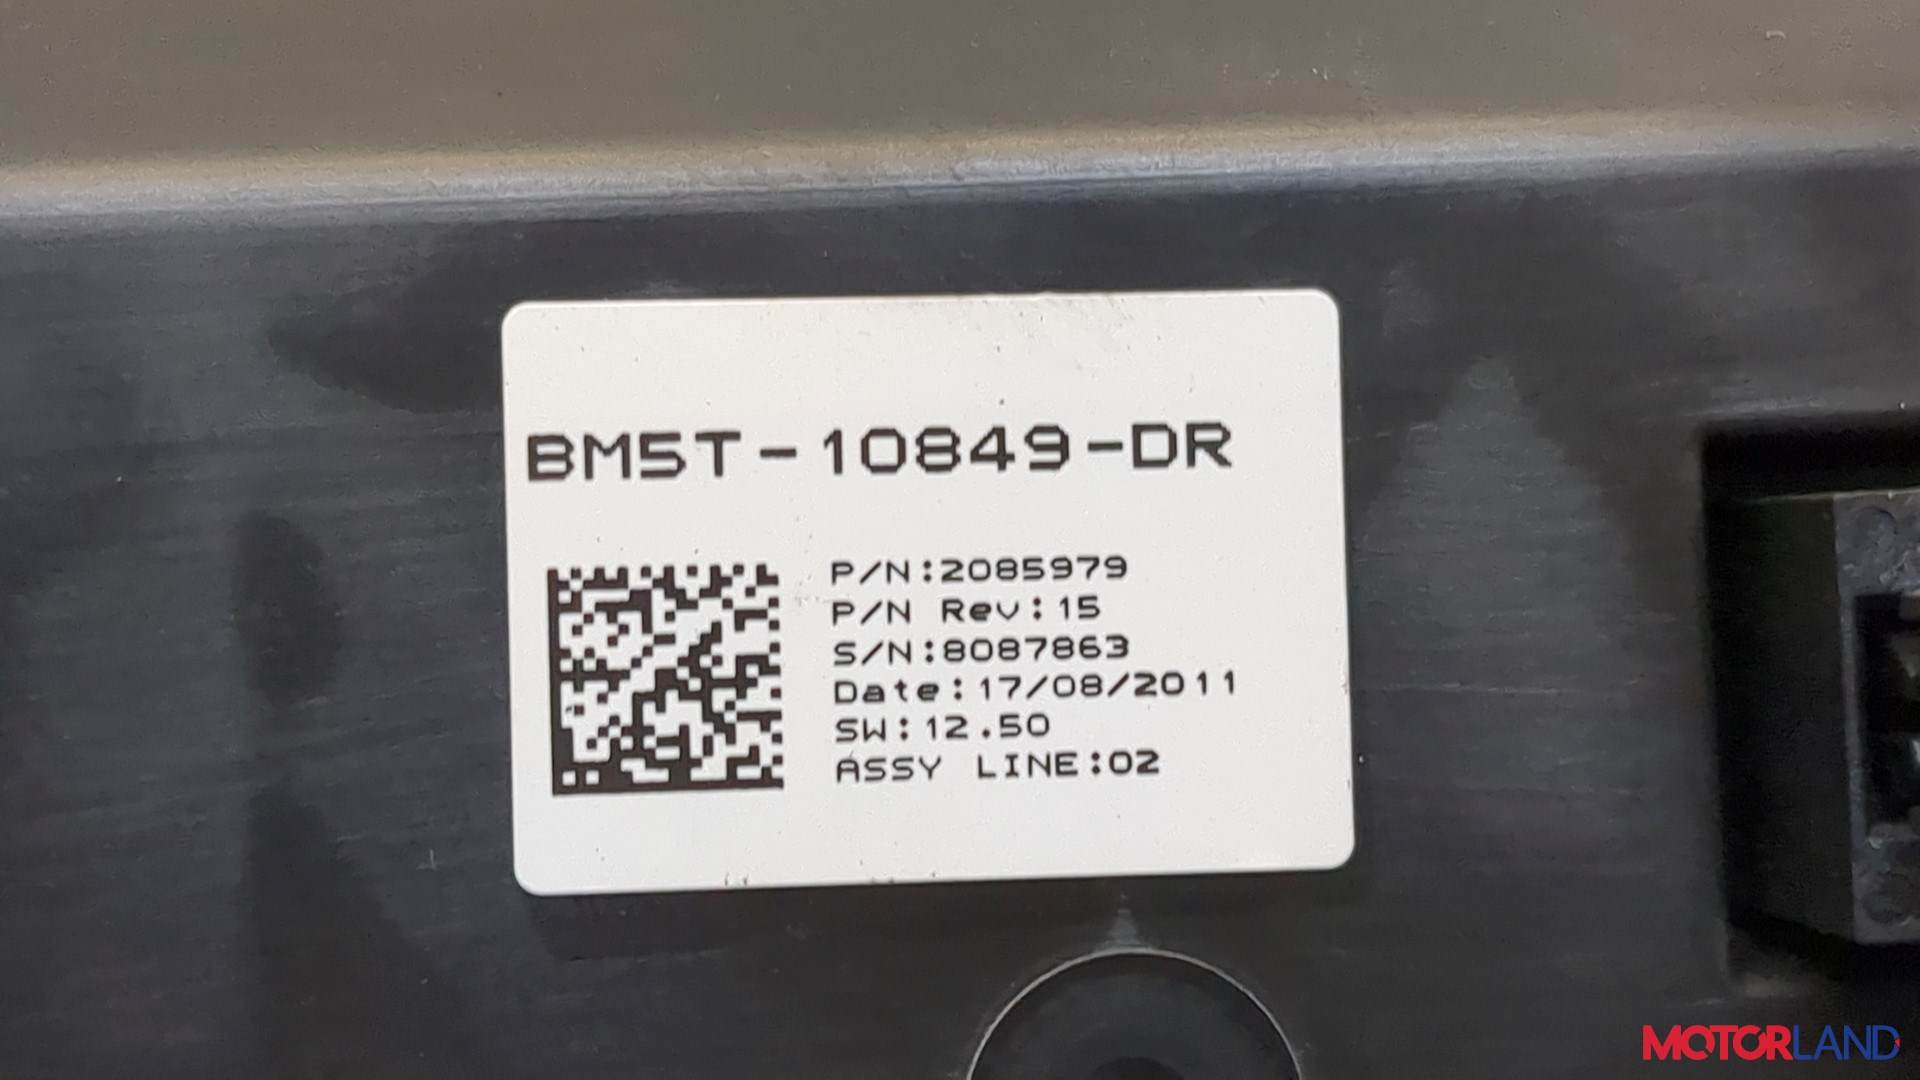 BM5T-10849-DR
P/N:2085979
P/N Rev:15
S/N:8087863
Date:17/08/2011
SW:12.50
ASSY LINE:02
MOTORLAND